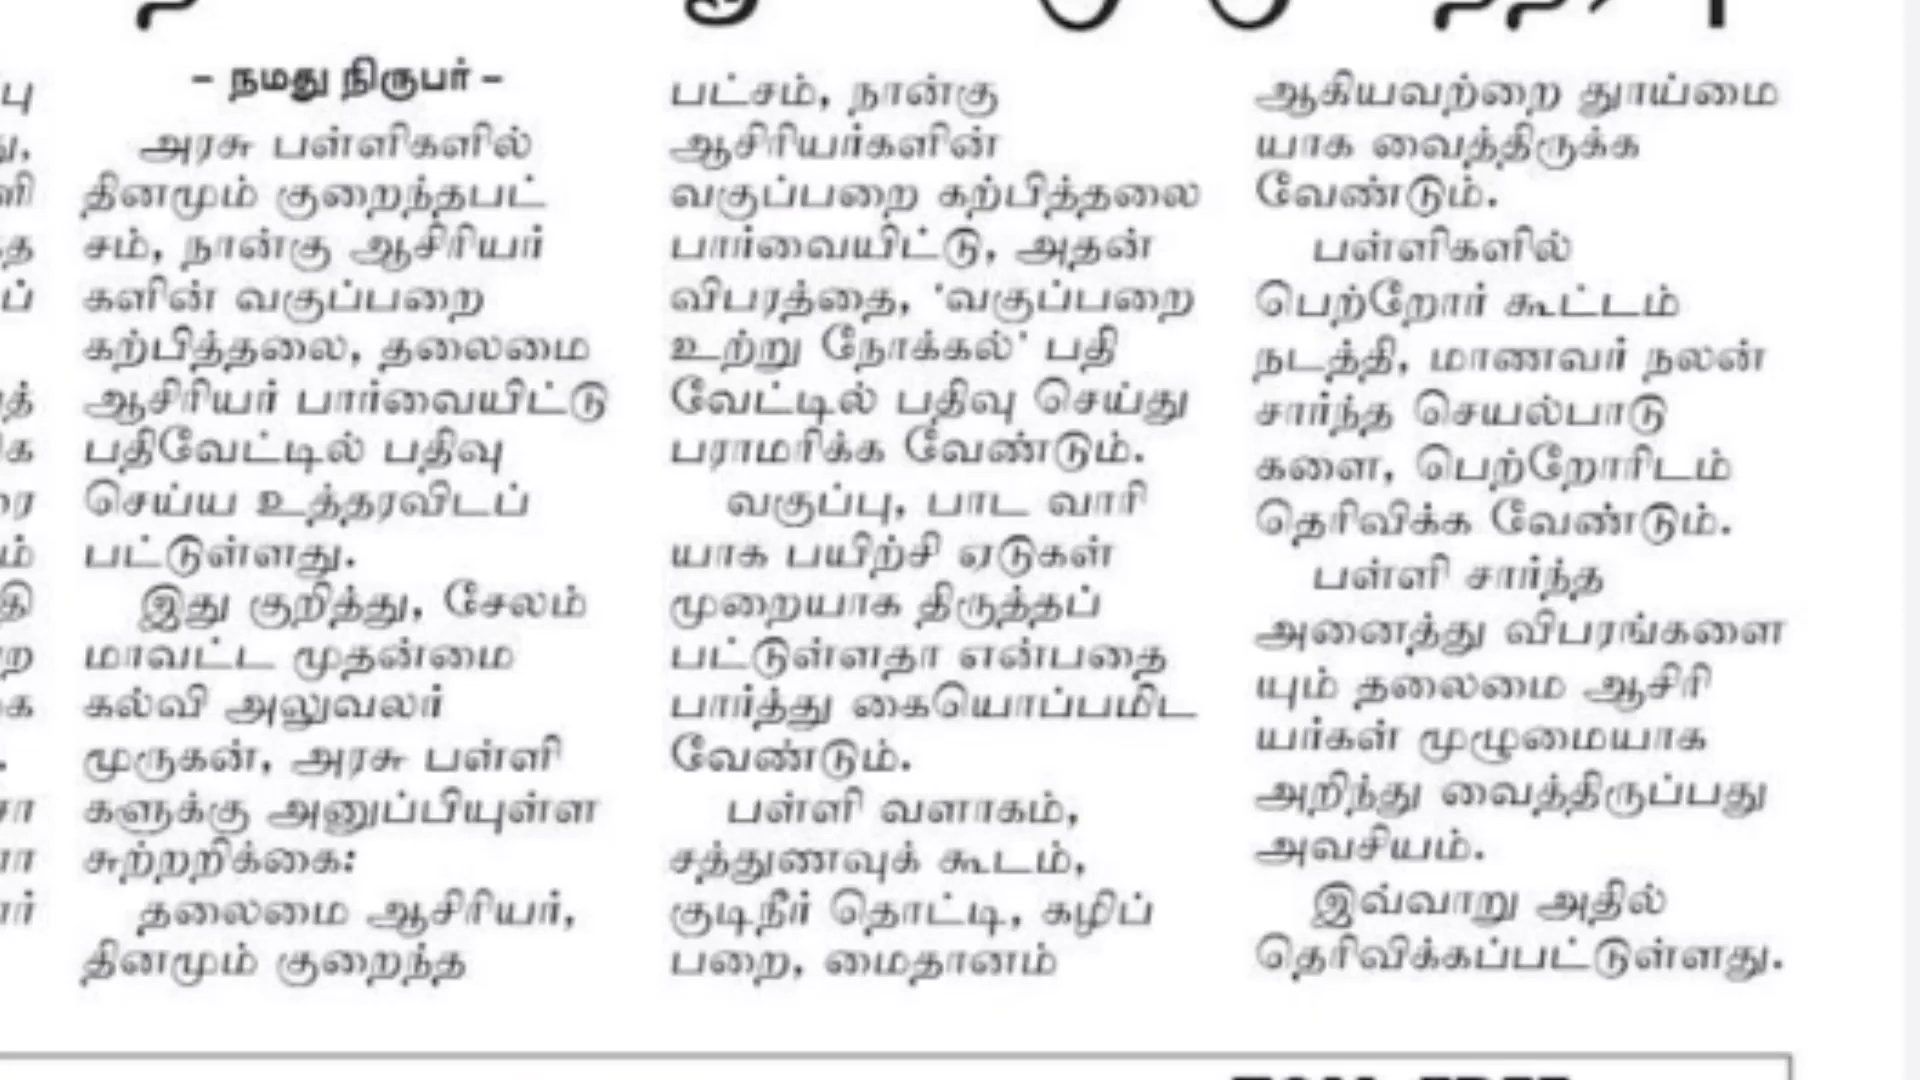 – நமது நிருபர் –
அரசு பள்ளிகளில்
தினமும் குறைந்தபட்
சம், நான்கு ஆசிரியர்
களின் வகுப்பறை
கற்பித்தலை, தலைமை
ஆசிரியர் பார்வையிட்டு
பதிவேட்டில் பதிவு
செய்ய உத்தரவிடப்
பட்டுள்ளது.
இது குறித்து, சேலம்
மாவட்ட முதன்மை
கல்வி அலுவலர்
முருகன், அரசு பள்ளி
களுக்கு அனுப்பியுள்ள
சுற்றறிக்கை:
தலைமை ஆசிரியர்,
தினமும் குறைந்த
பட்சம், நான்கு
ஆசிரியர்களின்
வகுப்பறை கற்பித்தலை
பார்வையிட்டு, அதன்
விபரத்தை, 'வகுப்பறை
உற்று நோக்கல்' பதி
வேட்டில் பதிவு செய்து
பராமரிக்க வேண்டும்.
வகுப்பு, பாட வாரி
யாக பயிற்சி ஏடுகள்
முறையாக திருத்தப்
பட்டுள்ளதா என்பதை
பார்த்து கையொப்பமிட
வேண்டும்.
பள்ளி வளாகம்,
சத்துணவுக் கூடம்,
குடிநீர் தொட்டி, கழிப்
பறை, மைதானம்
ஆகியவற்றை துாய்மை
யாக வைத்திருக்க
வேண்டும்.
பள்ளிகளில்
பெற்றோர் கூட்டம்
நடத்தி, மாணவர் நலன்
சார்ந்த செயல்பாடு
களை, பெற்றோரிடம்
தெரிவிக்க வேண்டும்.
பள்ளி சார்ந்த
அனைத்து விபரங்களை
யும் தலைமை ஆசிரி
யர்கள் முழுமையாக
அறிந்து வைத்திருப்பது
அவசியம்.
இவ்வாறு அதில்
தெரிவிக்கப்பட்டுள்ளது.